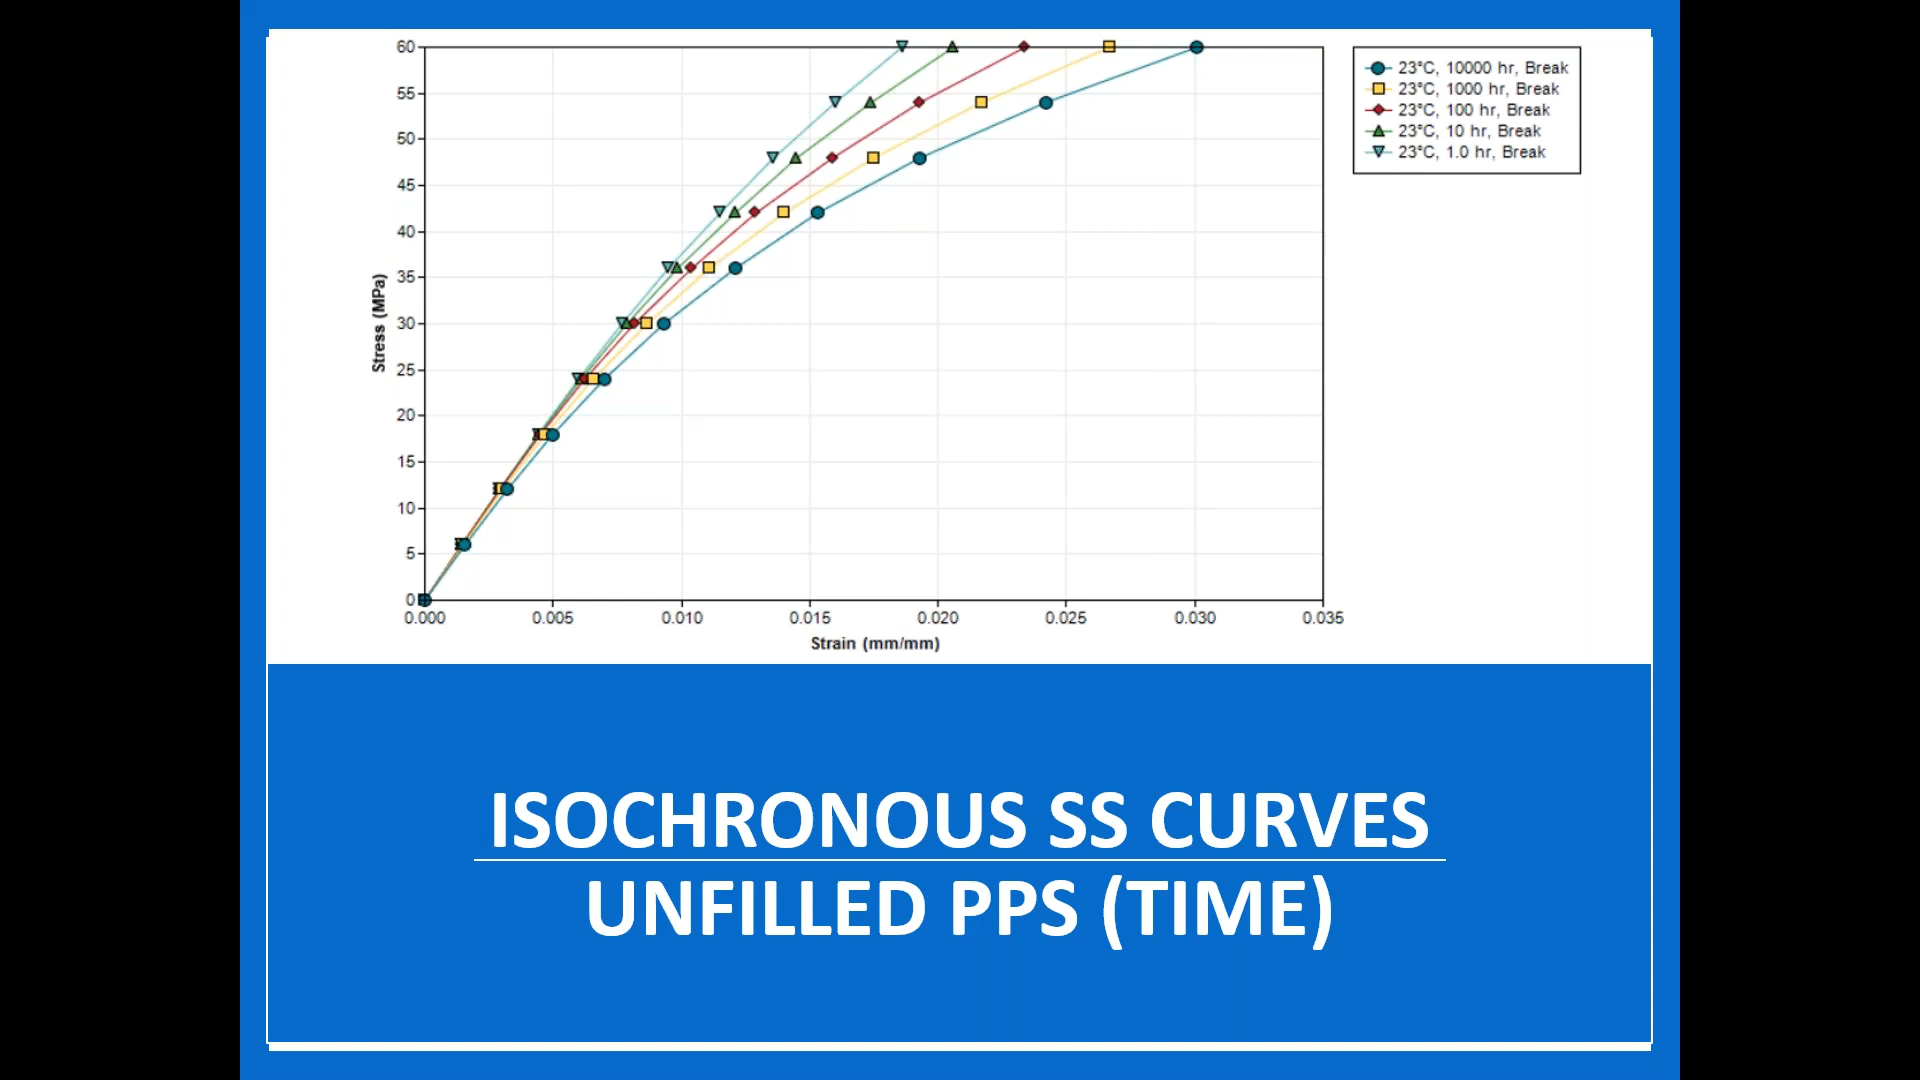 60
55
50
45
40
35
30
25
20
15
10
5
0
Stress (MPa)
0.000 0.005 0.010 0.015 0.020 0.025 0.030 0.035
Strain (mm/mm)
23°C, 10000 hr, Break
23°C, 1000 hr, Break
23°C, 100 hr, Break
23°C, 10 hr, Break
23°C, 1.0 hr, Break
ISOCHRONOUS SS CURVES
UNFILLED PPS (TIME)